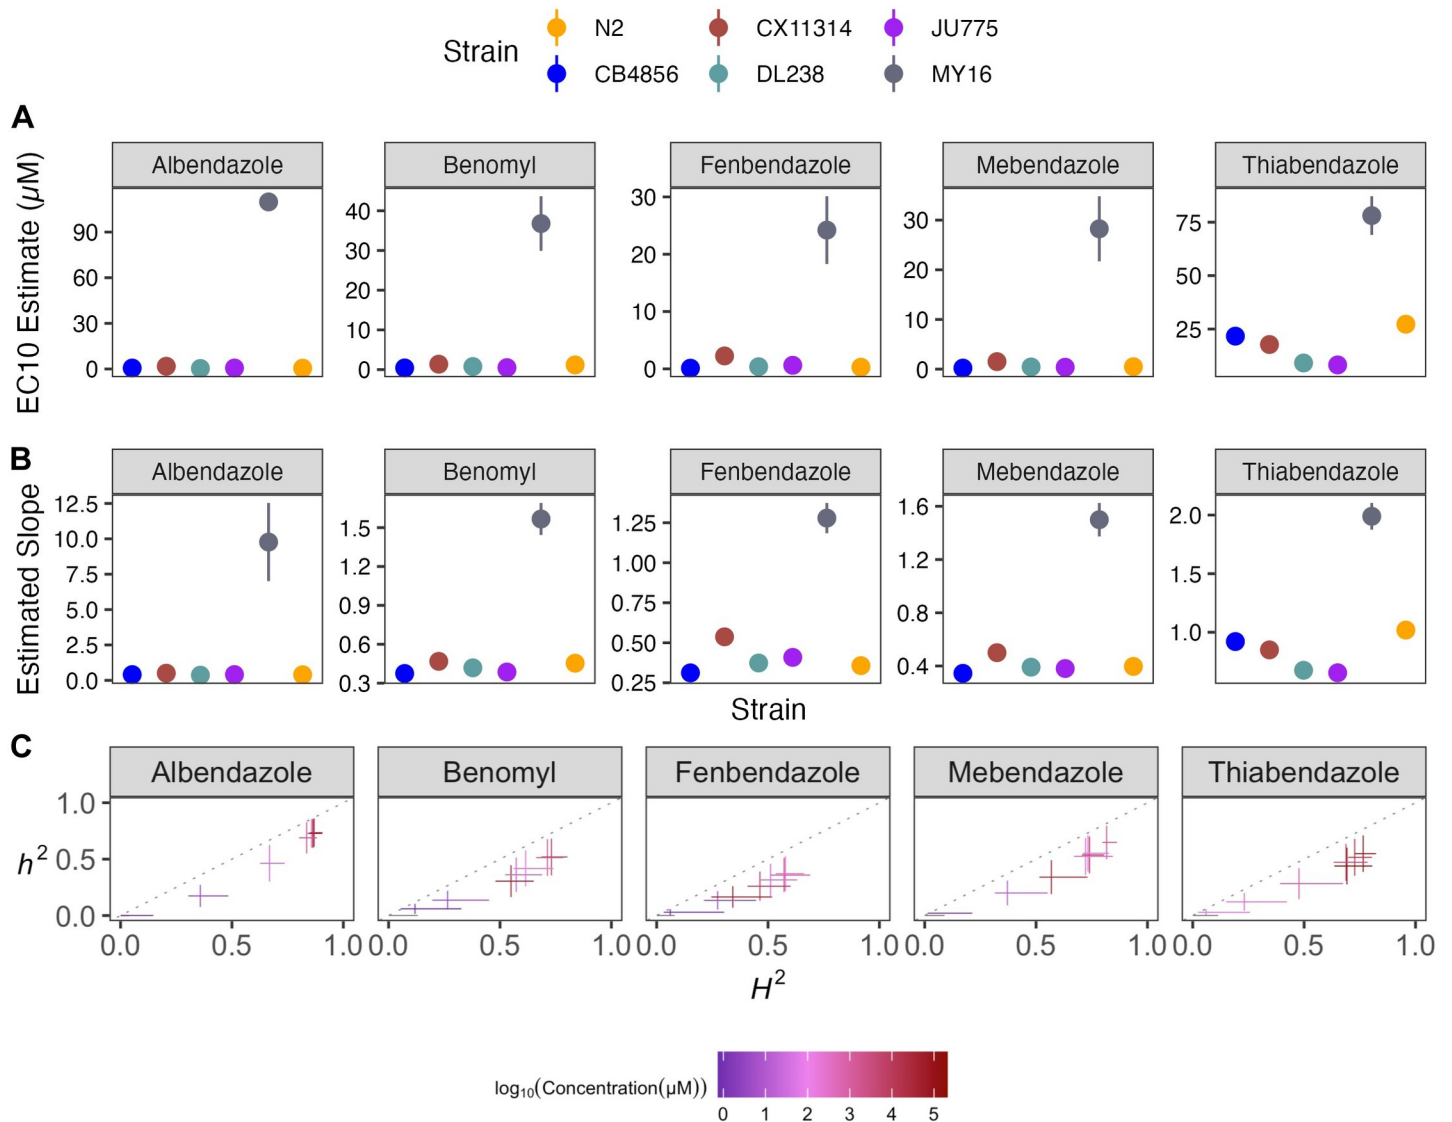 Strain
N2
CX11314
JU775
CB4856
DL238
MY16
A
EC10 Estimate (µM)
Albendazole
Benomyl
Fenbendazole
Mebendazole
Thiabendazole
90
60
30
0
40
30
20
10
0
30
20
10
0
30
20
10
0
75
50
25
B
Estimated Slope
Albendazole
Benomyl
Fenbendazole
Mebendazole
Thiabendazole
12.5
10.0
7.5
5.0
2.5
0.0
1.5
1.2
0.9
0.6
0.3
1.25
1.00
0.75
0.50
0.25
1.6
1.2
0.8
0.4
2.0
1.5
1.0
Strain
C
Albendazole
Benomyl
Fenbendazole
Mebendazole
Thiabendazole
h²
1.0
0.5
0.0
0.0 0.5 1.0
0.0 0.5 1.0
0.0 0.5 1.0
0.0 0.5 1.0
0.0 0.5 1.0
H²
log₁₀(Concentration(µM))
0 1 2 3 4 5